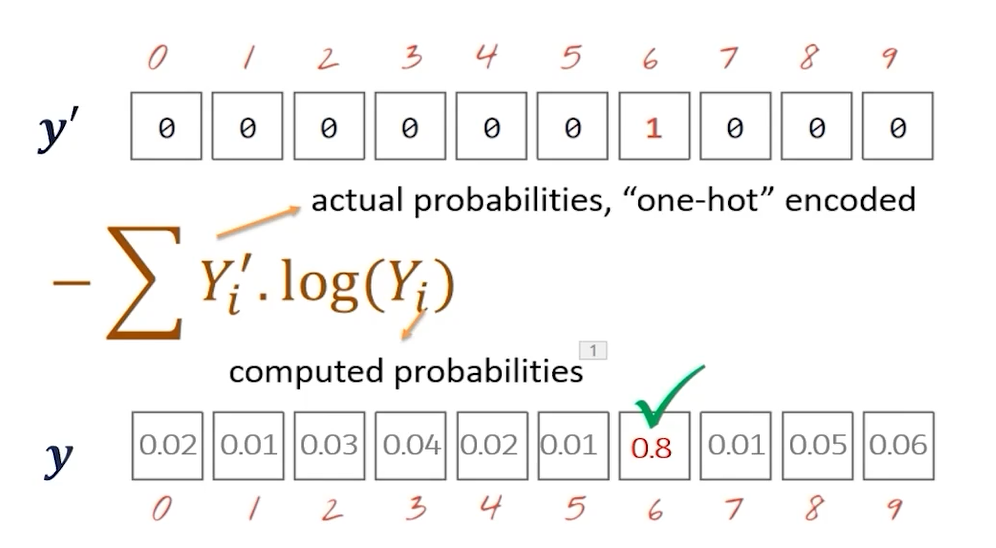 0 1 2 3 4 5 6 7 8 9
y′ 0 0 0 0 0 0 1 0 0 0
actual probabilities, “one-hot” encoded
− ∑ Y′i . log(Yi)
1
computed probabilities
y 0.02 0.01 0.03 0.04 0.02 0.01 0.8 0.01 0.05 0.06
0 1 2 3 4 5 6 7 8 9